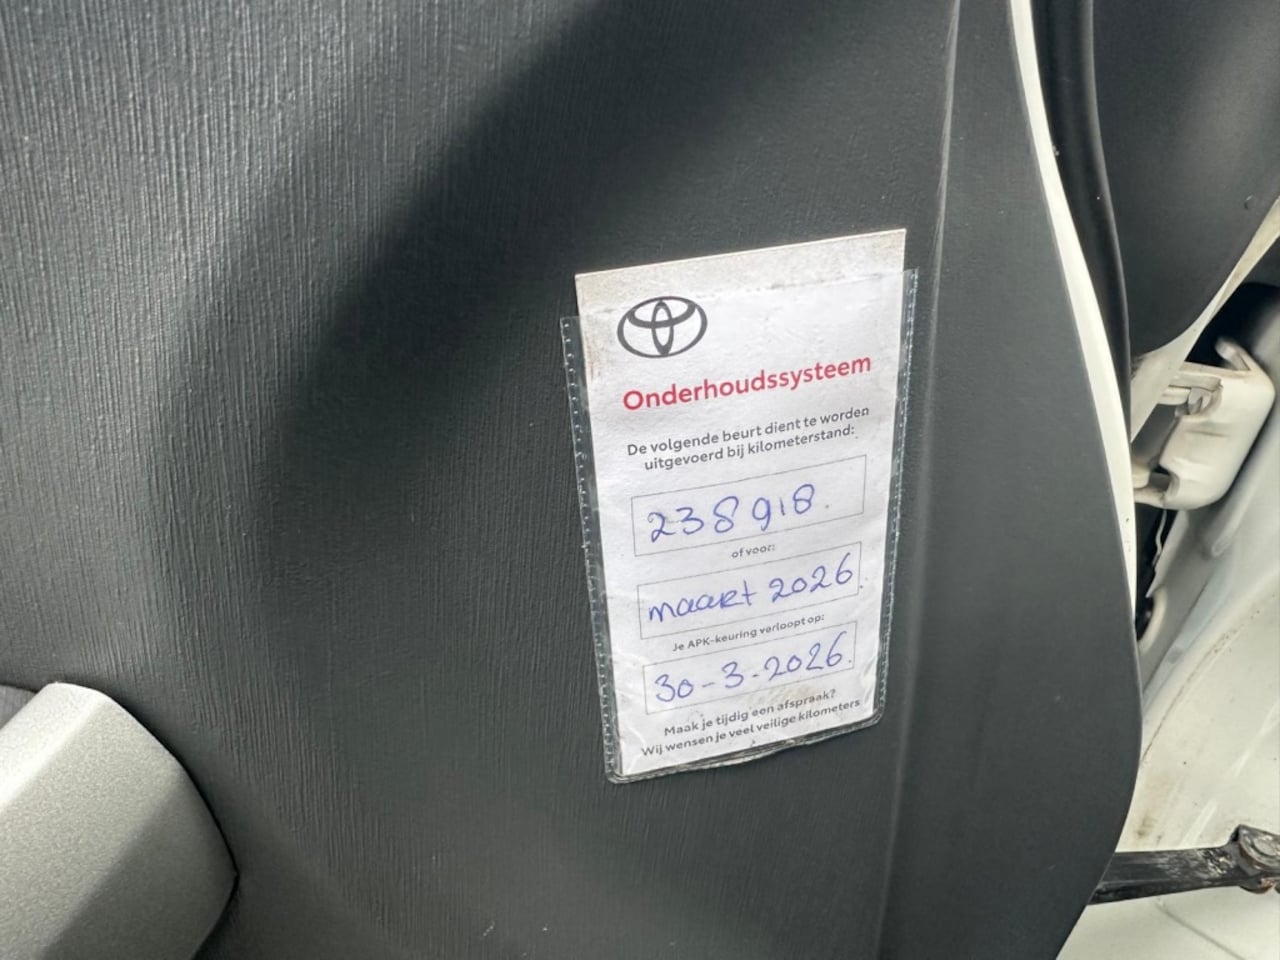 Onderhoudssysteem
De volgende beurt dient te worden
uitgevoerd bij kilometerstand:
238918.
of voor:
maart 2026.
Je APK-keuring verloopt op:
30-3-2026.
Maak je tijdig een afspraak?
Wij wensen je veel veilige kilometers